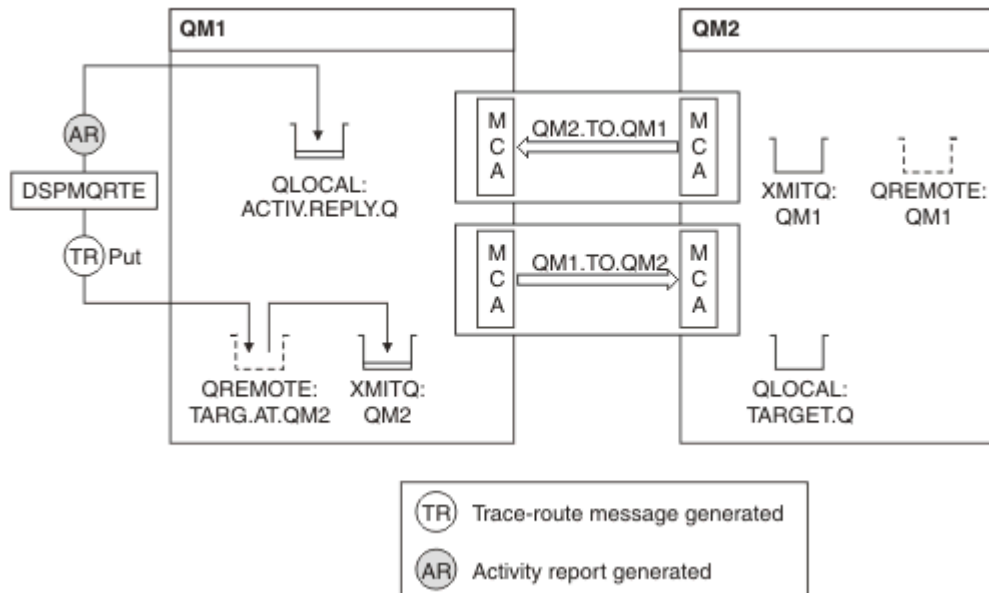 QM1
QM2
AR
DSPMQRTE
TR Put
QLOCAL:
ACTIV.REPLY.Q
M
C
A
QM2.TO.QM1
M
C
A
XMITQ:
QM1
QREMOTE:
QM1
M
C
A
QM1.TO.QM2
M
C
A
QREMOTE:
TARG.AT.QM2
XMITQ:
QM2
QLOCAL:
TARGET.Q
TR Trace-route message generated
AR Activity report generated